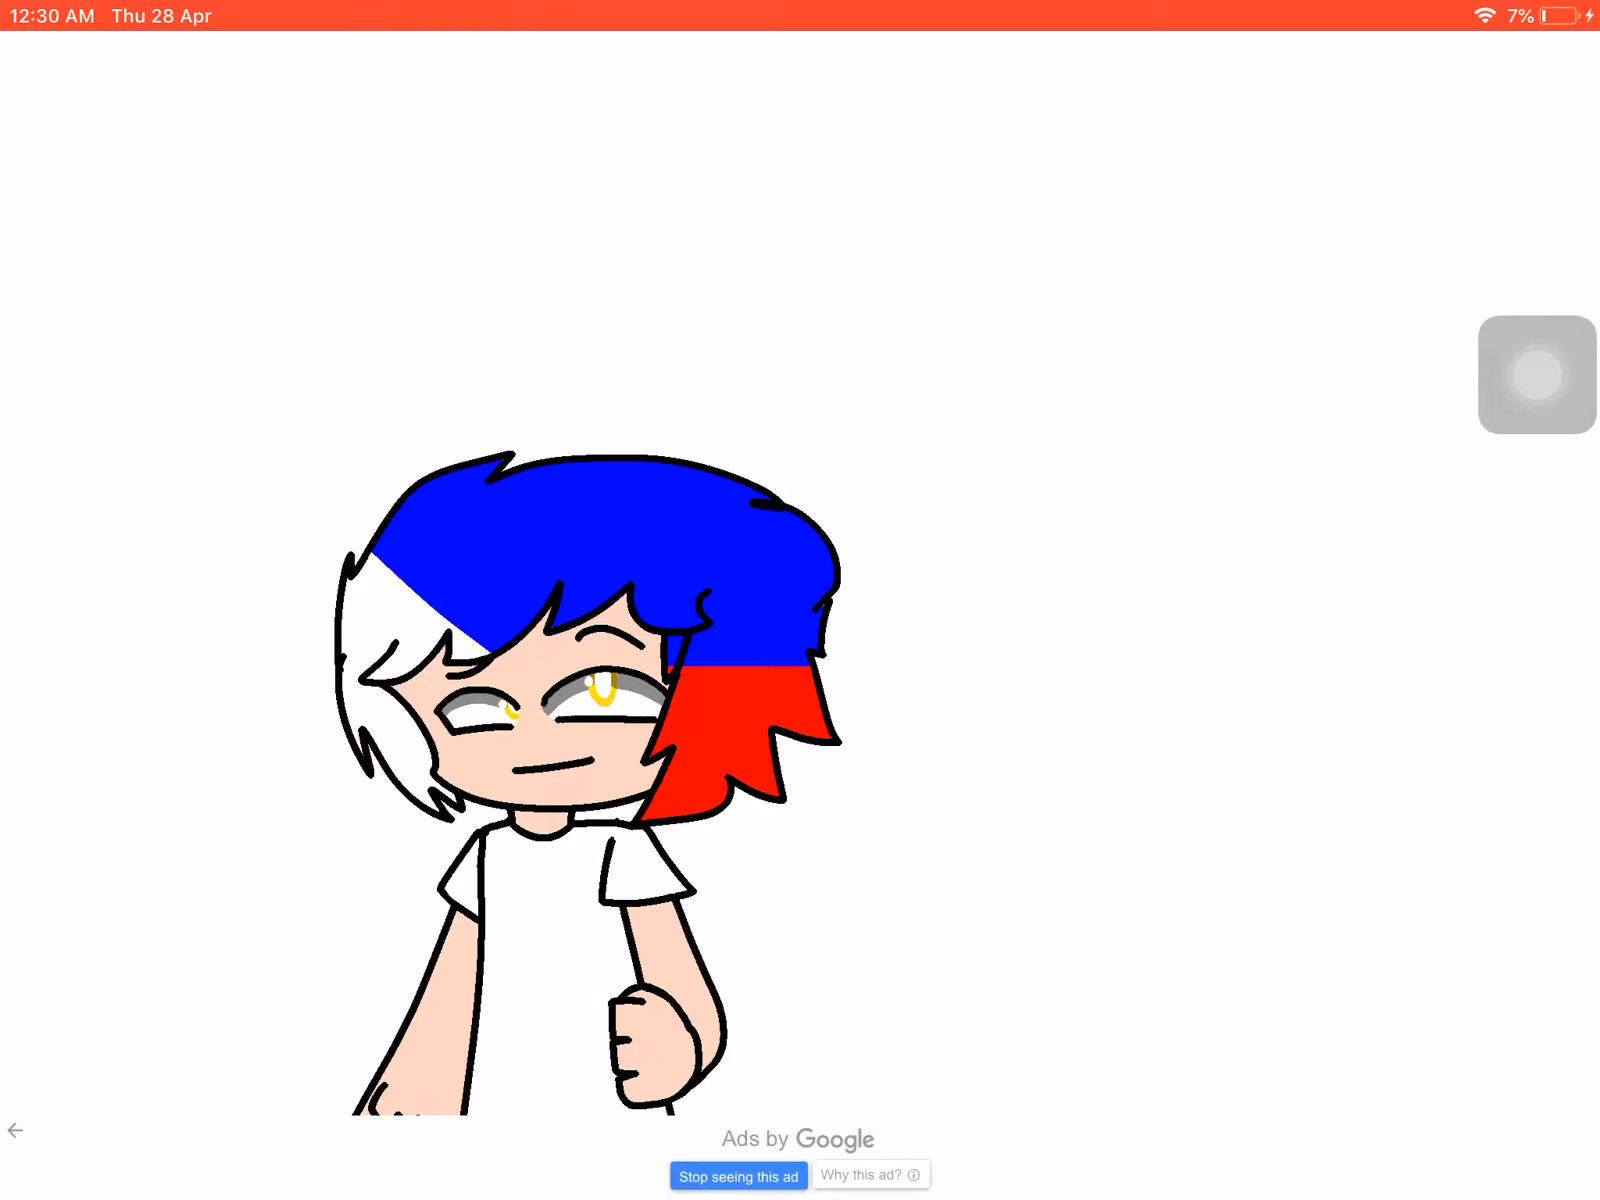 12:30 AM Thu 28 Apr 7%
Ads by Google
Stop seeing this ad Why this ad?